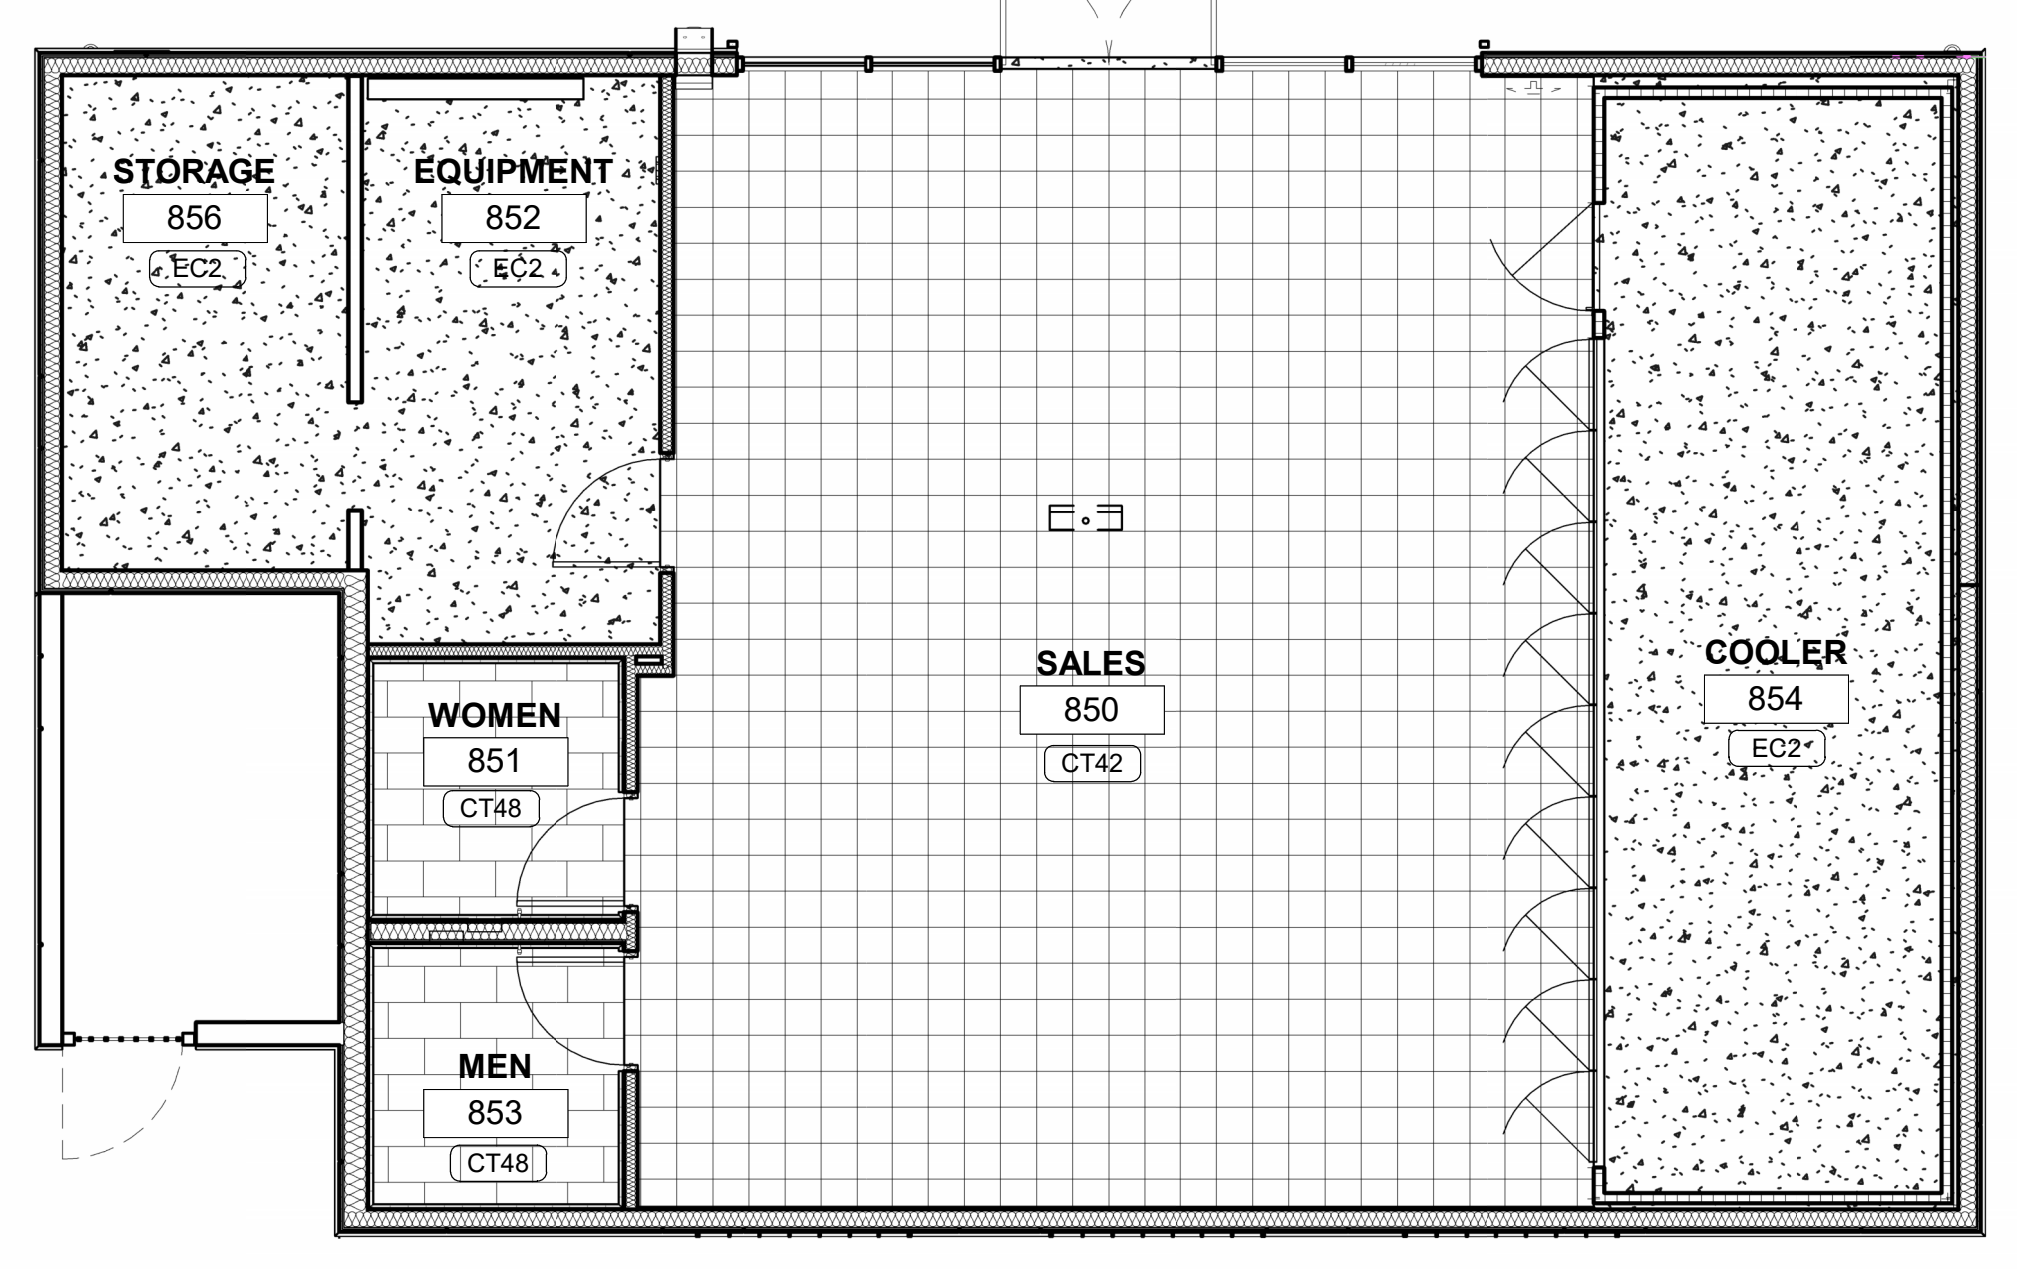 STORAGE
856
EC2
EQUIPMENT
852
EC2
WOMEN
851
CT48
MEN
853
CT48
SALES
850
CT42
COOLER
854
EC2